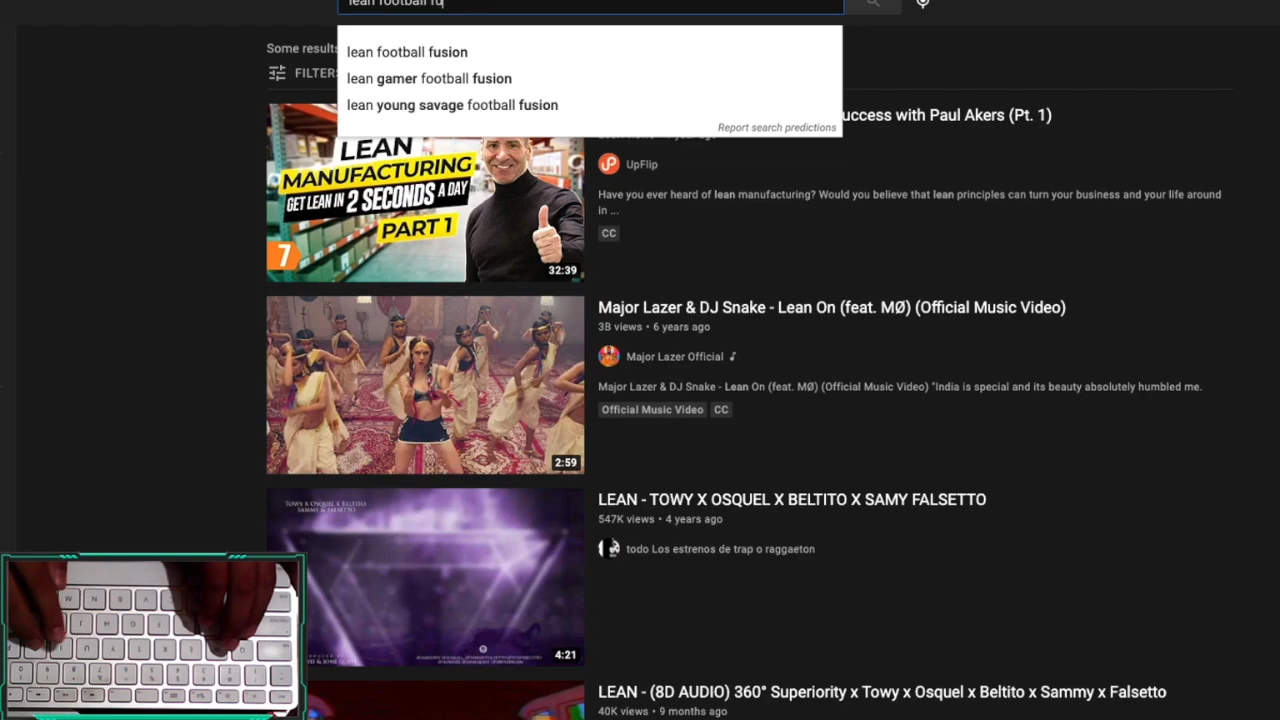 lean football fu
Some results
FILTERS
lean football fusion
lean gamer football fusion
lean young savage football fusion
Report search predictions
uccess with Paul Akers (Pt. 1)
UpFlip
Have you ever heard of lean manufacturing? Would you believe that lean principles can turn your business and your life around
in ...
CC
LEAN
MANUFACTURING
GET LEAN IN 2 SECONDS A DAY
PART 1
7
32:39
Major Lazer & DJ Snake - Lean On (feat. MØ) (Official Music Video)
3B views • 6 years ago
Major Lazer Official
Major Lazer & DJ Snake - Lean On (feat. MØ) (Official Music Video) "India is special and its beauty absolutely humbled me.
Official Music Video CC
2:59
LEAN - TOWY X OSQUEL X BELTITO X SAMY FALSETTO
547K views • 4 years ago
todo Los estrenos de trap o raggaeton
TOWY X OSQUEL X BELTITO
SAMMY & FALSETTO
4:21
LEAN - (8D AUDIO) 360° Superiority x Towy x Osquel x Beltito x Sammy x Falsetto
40K views • 9 months ago